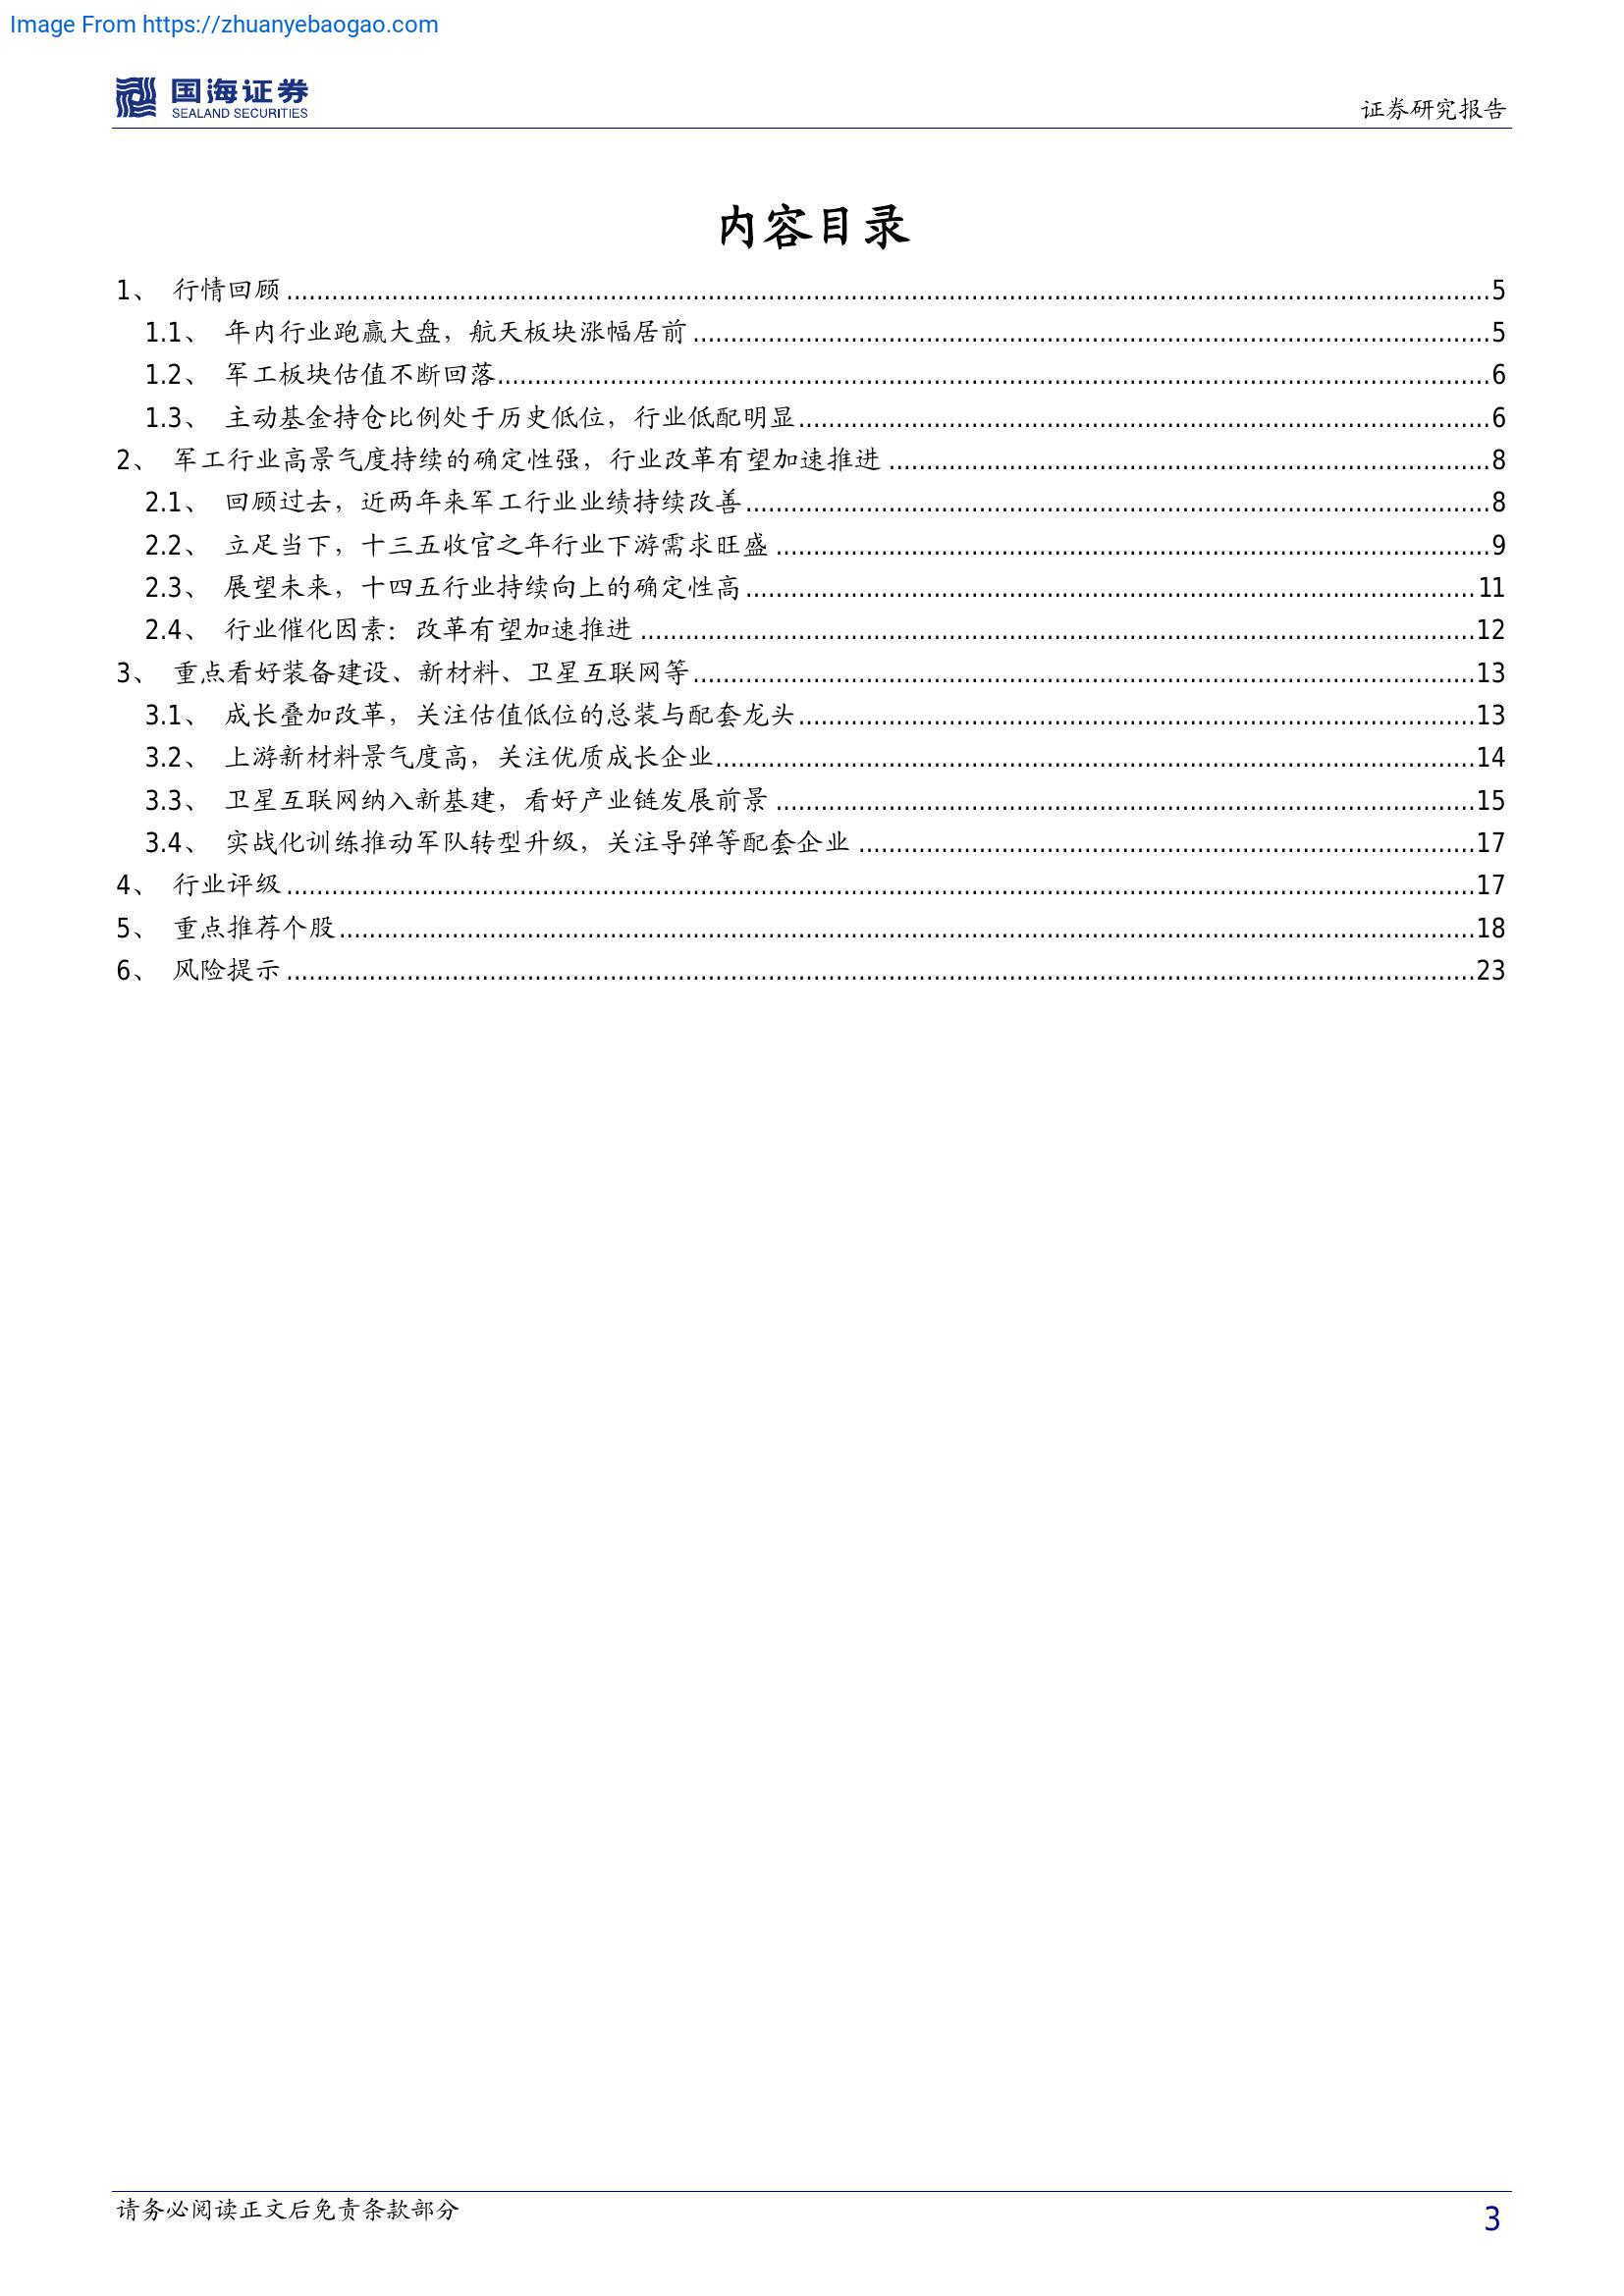 Image From https://zhuanyebaogao.com
国海证券
SEALAND SECURITIES
证券研究报告
内容目录
1、 行情回顾 5
1.1、 年内行业跑赢大盘，航天板块涨幅居前 5
1.2、 军工板块估值不断回落 6
1.3、 主动基金持仓比例处于历史低位，行业低配明显 6
2、 军工行业高景气度持续的确定性强，行业改革有望加速推进 8
2.1、 回顾过去，近两年来军工行业业绩持续改善 8
2.2、 立足当下，十三五收官之年行业下游需求旺盛 9
2.3、 展望未来，十四五行业持续向上的确定性高 11
2.4、 行业催化因素：改革有望加速推进 12
3、 重点看好装备建设、新材料、卫星互联网等 13
3.1、 成长叠加改革，关注估值低位的总装与配套龙头 13
3.2、 上游新材料景气度高，关注优质成长企业 14
3.3、 卫星互联网纳入新基建，看好产业链发展前景 15
3.4、 实战化训练推动军队转型升级，关注导弹等配套企业 17
4、 行业评级 17
5、 重点推荐个股 18
6、 风险提示 23
请务必阅读正文后免责条款部分
3